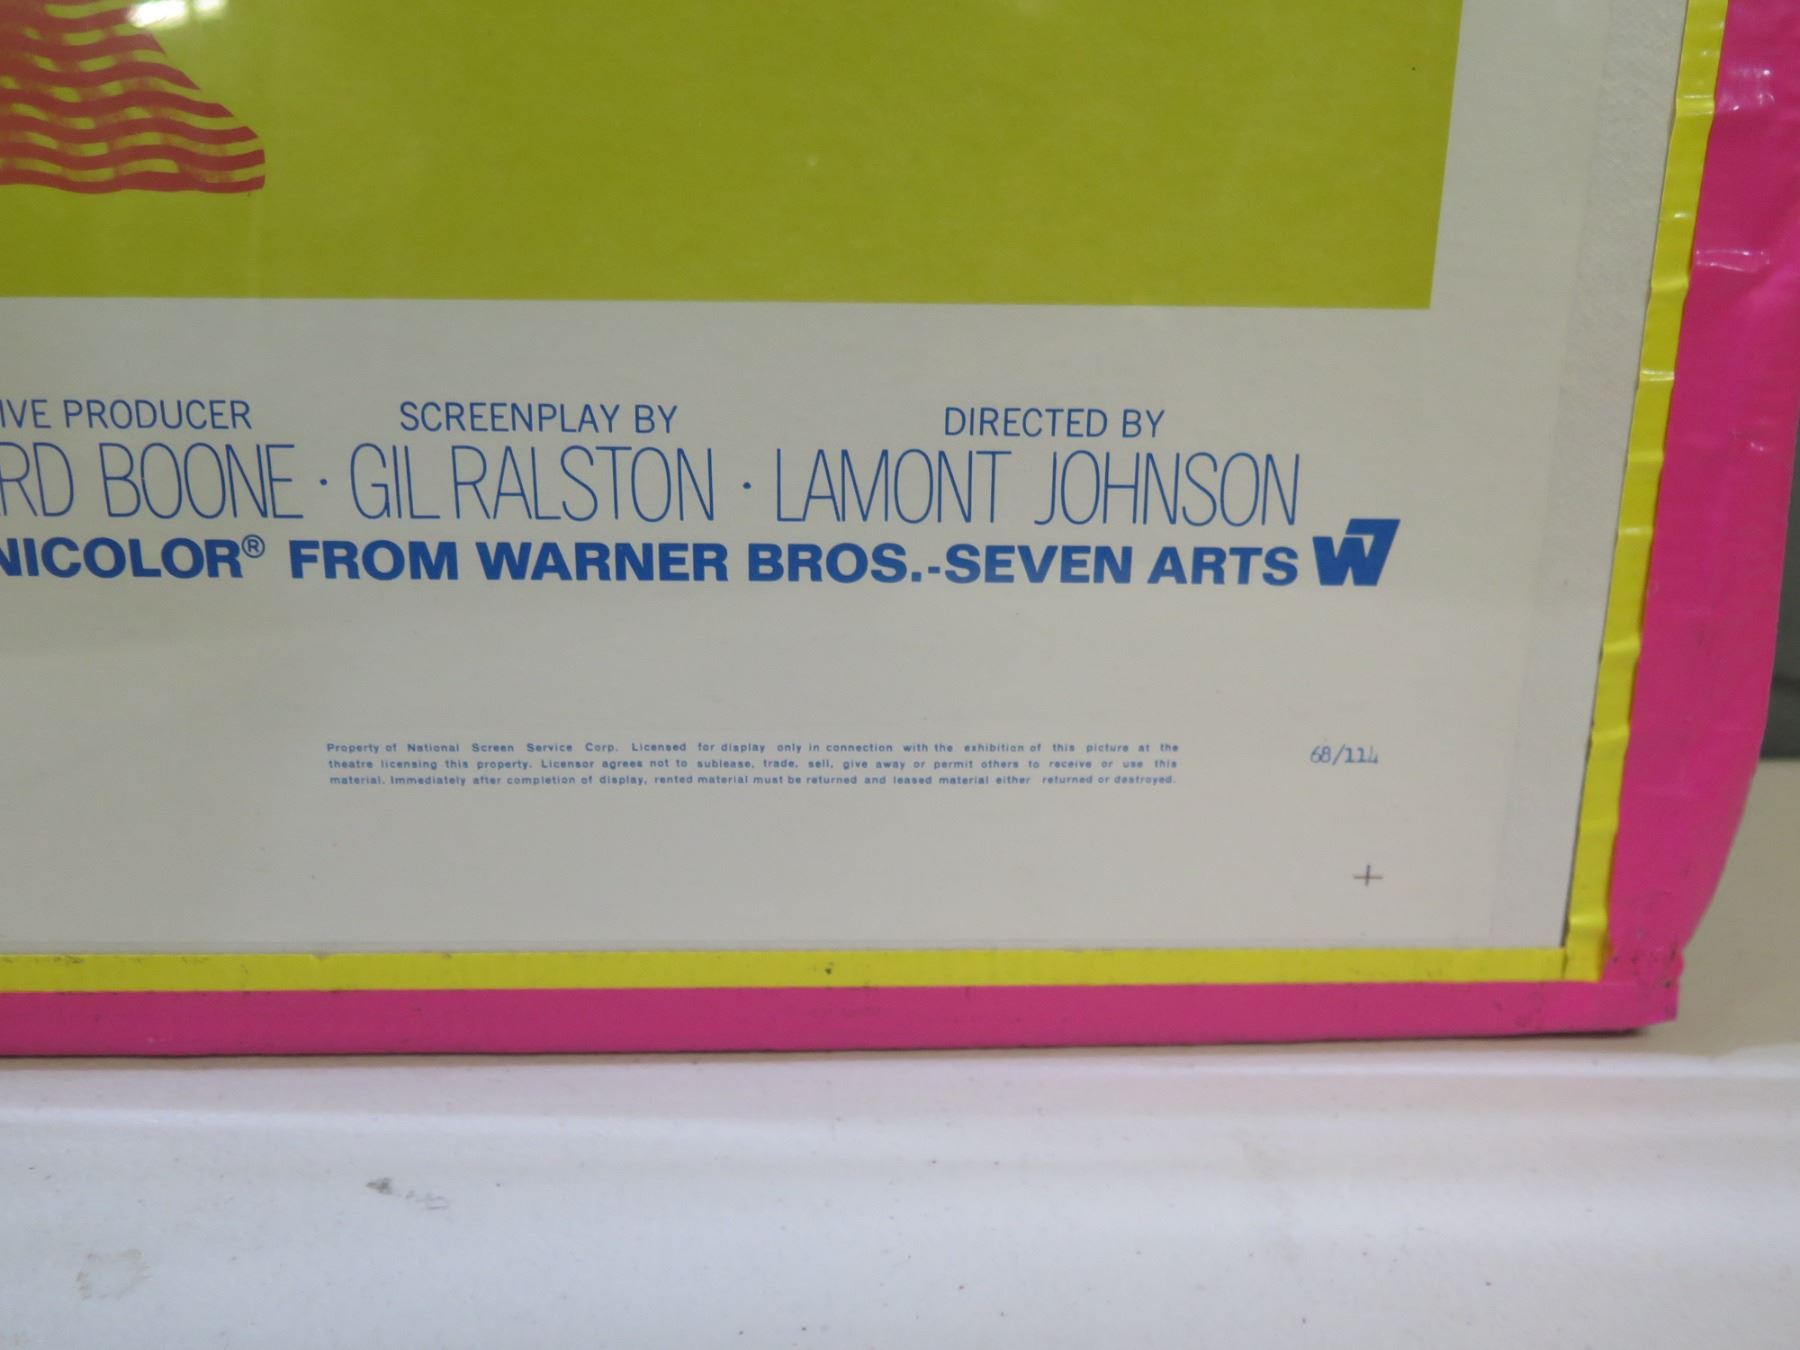 IVE PRODUCER SCREENPLAY BY DIRECTED BY
RD BOONE · GIL RALSTON · LAMONT JOHNSON
NICOLOR® FROM WARNER BROS.-SEVEN ARTS W7
Property of National Screen Service Corp. Licensed for display only in connection with the exhibition of this picture at the
theatre licensing this property. Licensor agrees not to sublease, trade, sell, give away or permit others to receive or use this
material. Immediately after completion of display, rented material must be returned and leased material either returned or destroyed.
68/114